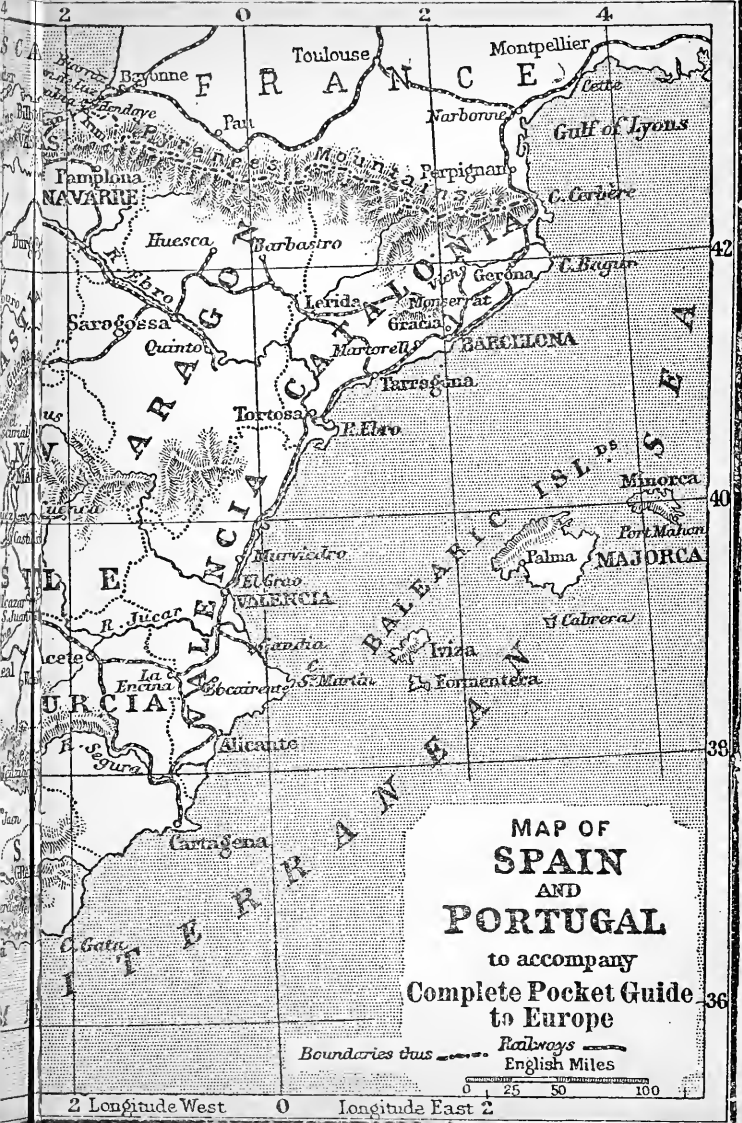 2 0 2 4
Toulouse
Montpellier
Bayonne
FRANCE
Cette
Hendaye
Narbonne
Gulf of Lyons
Pau
Pyrenees Mountains
Perpignan
Pamplona
NAVARRE
C. Cerbère
Huesca
Barbastro
42
R. Ebro
Vich
Gerona
C. Bagur
ARAGON
CATALONIA
Lerida
Monserrat
Saragossa
Gracia
Quinto
Martorell
BARCELONA
Tarragona
Tortosa
R. Ebro
SEA
BALEARIC ISLDS
Minorca
40
Cuenca
Port Mahon
Murviedro
Palma
MAJORCA
El Grao
VALENCIA
VALENCIA
R. Jucar
Cabrera
Gandia
Iviza
La Encina
Bocairente
C. S. Martin
Formentera
URCIA
Alicante
38
R. Segura
Cartagena
ITERRANEAN
C. Gata
MAP OF
SPAIN
AND
PORTUGAL
to accompany
Complete Pocket Guide
to Europe
36
Boundaries thus
Railways
English Miles
0 25 50 100
2 Longitude West 0 Longitude East 2